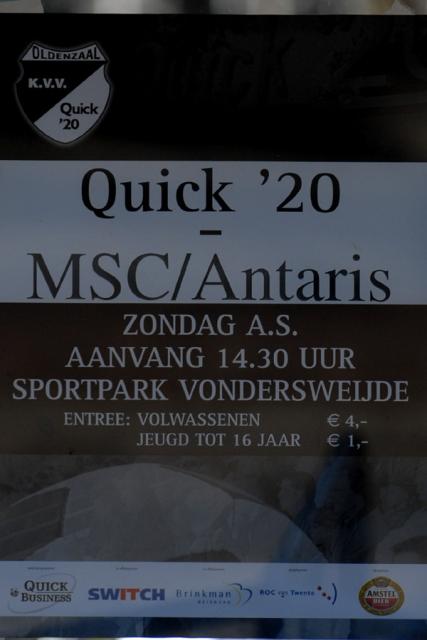 OLDENZAAL
K.V.V.
Quick
'20
Quick '20
-
MSC/Antaris
ZONDAG A.S.
AANVANG 14.30 UUR
SPORTPARK VONDERSWEIJDE
ENTREE: VOLWASSENEN € 4,-
JEUGD TOT 16 JAAR € 1,-
QUICK BUSINESS
SWITCH
Brinkman
ROC van Twente
AMSTEL
BIER